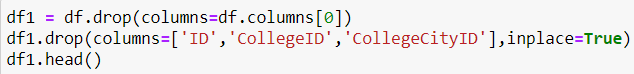 df1 = df.drop(columns=df.columns[0])
df1.drop(columns=['ID','CollegeID','CollegeCityID'],inplace=True)
df1.head()